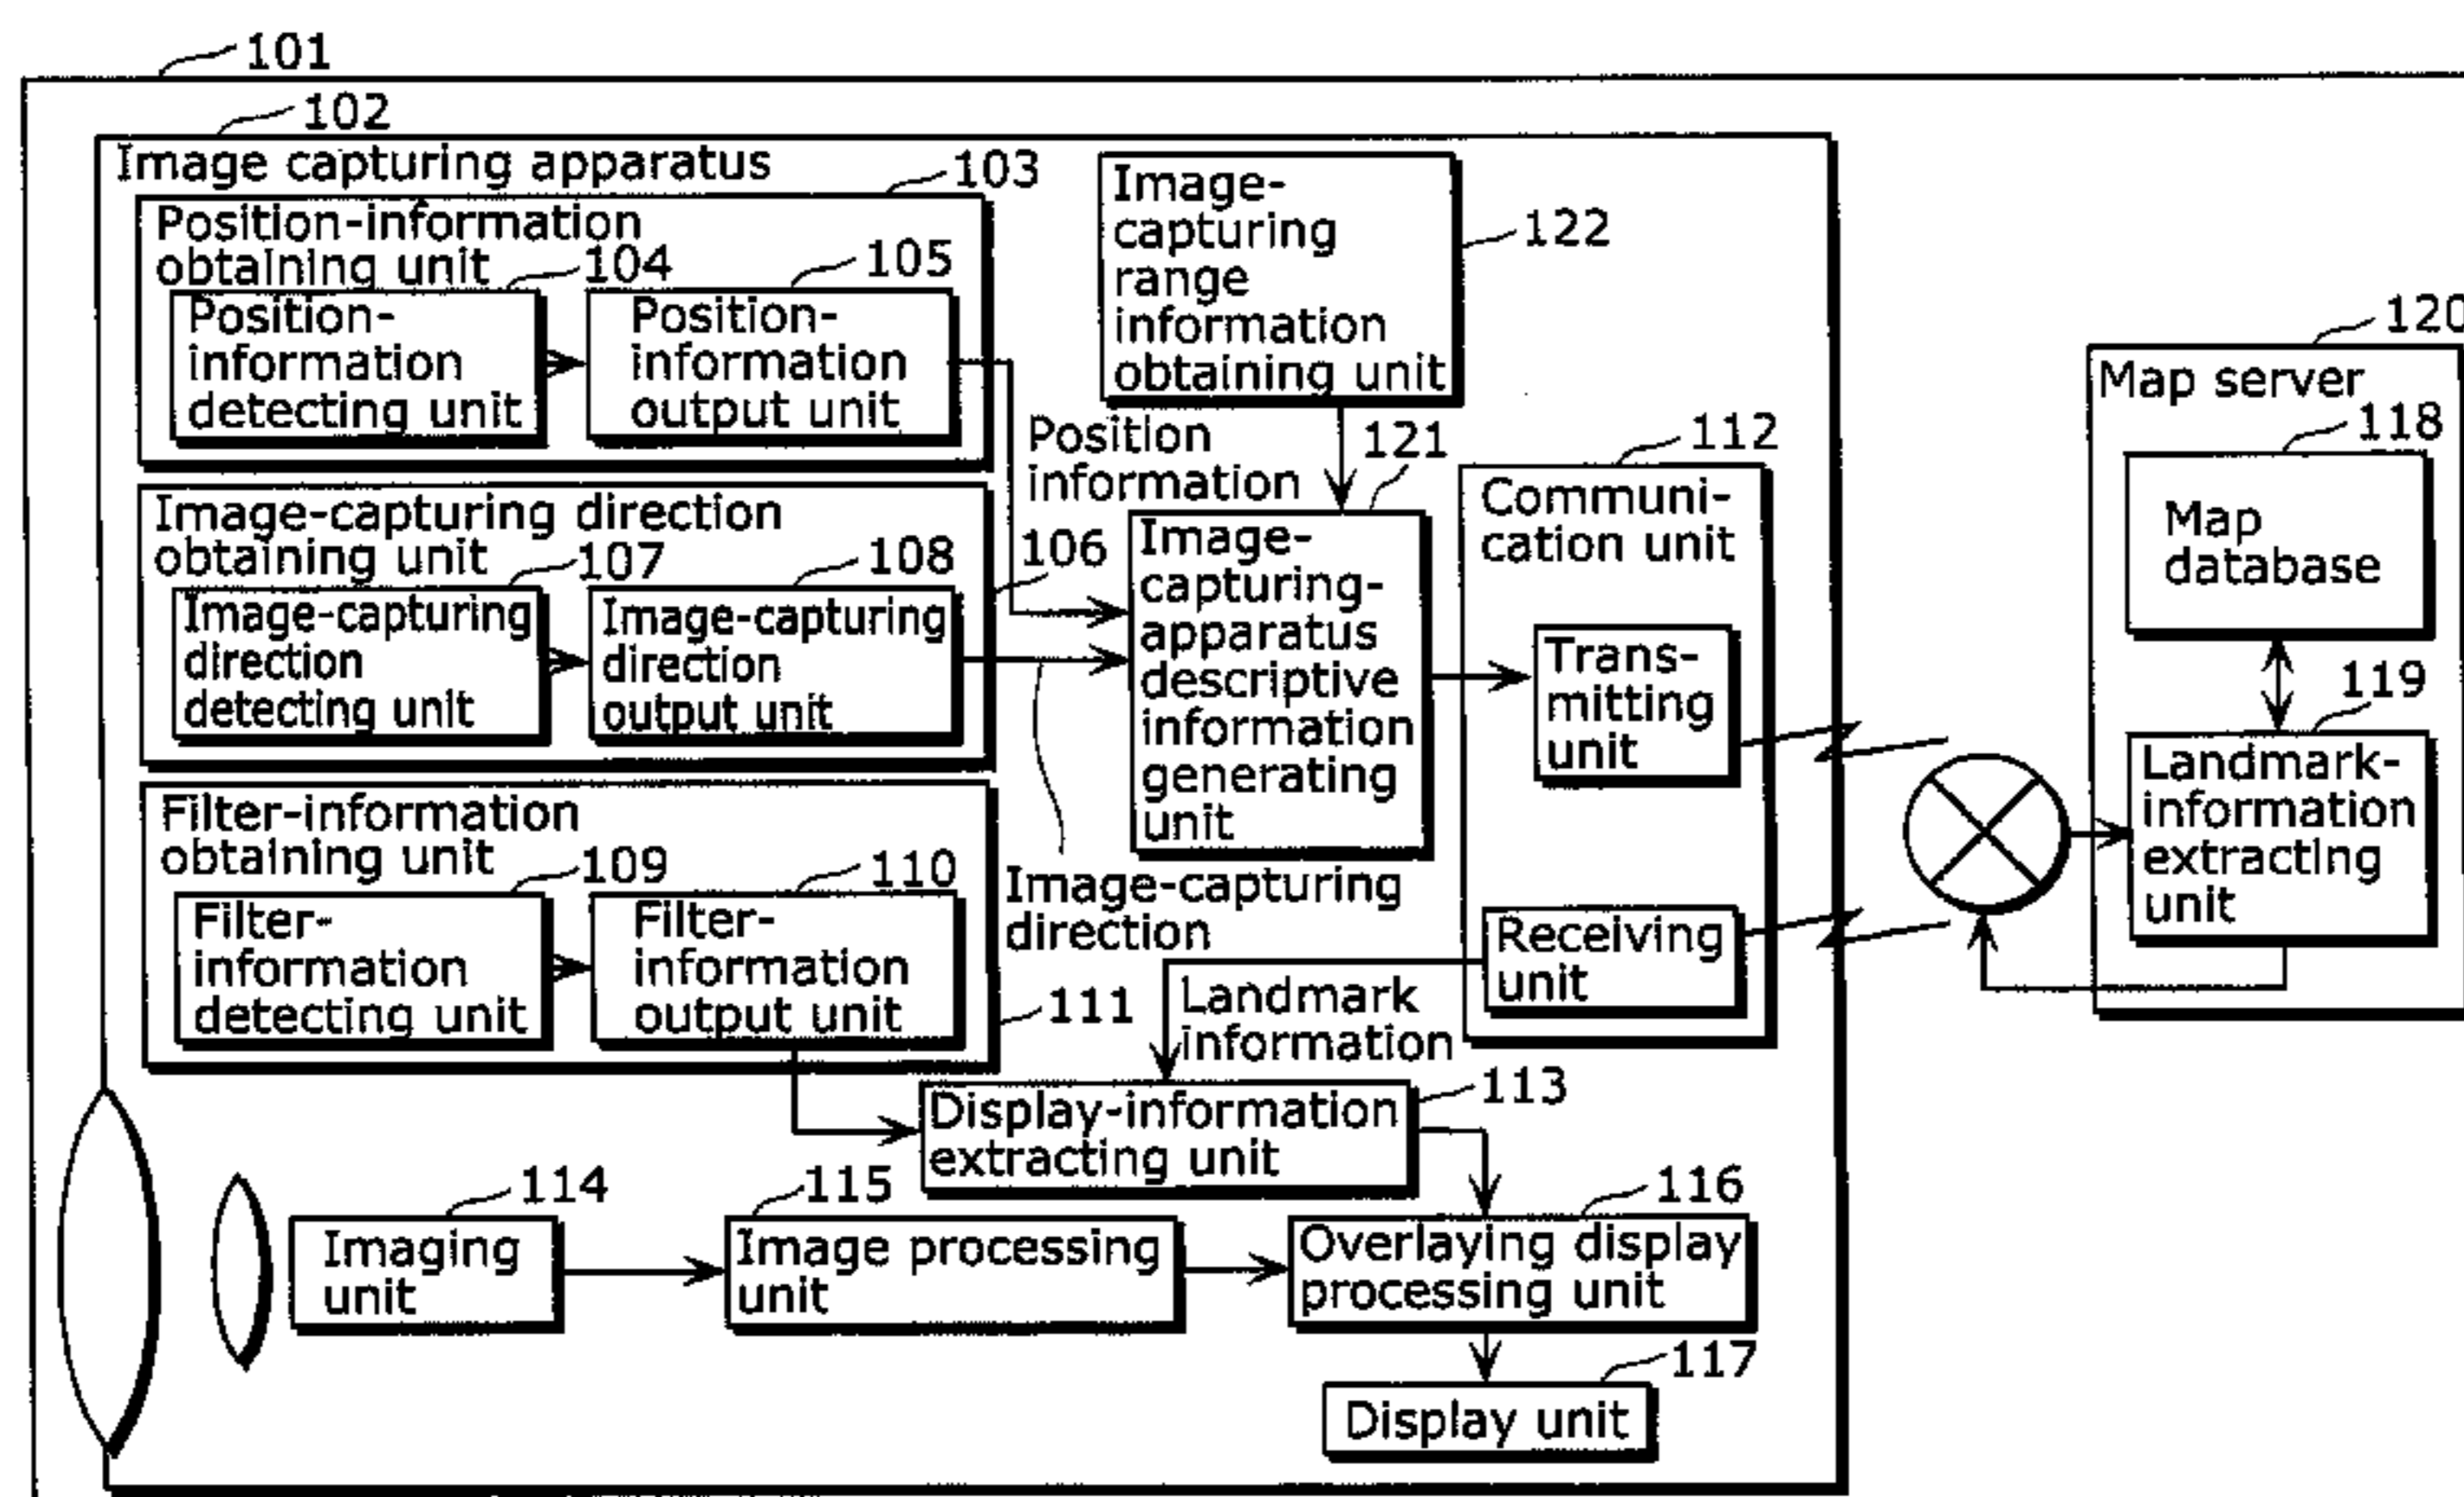 101
102
Image capturing apparatus
103
Position-information
obtaining unit
104
105
Position-
information
detecting unit
Position-
information
output unit
Image-
capturing
range
information
obtaining unit
122
Position
information
121
112
Image-capturing direction
obtaining unit
107
108
106
Image-capturing
direction
detecting unit
Image-capturing
direction
output unit
Image-
capturing-
apparatus
descriptive
information
generating
unit
Communi-
cation unit
Trans-
mitting
unit
Receiving
unit
Image-capturing
direction
Filter-information
obtaining unit
109
110
111
Filter-
information
detecting unit
Filter-
information
output unit
Landmark
information
Display-information
extracting unit
113
114
Imaging
unit
115
Image processing
unit
116
Overlaying display
processing unit
117
Display unit
120
Map server
118
Map
database
119
Landmark-
information
extracting
unit